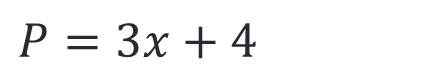 P = 3x + 4